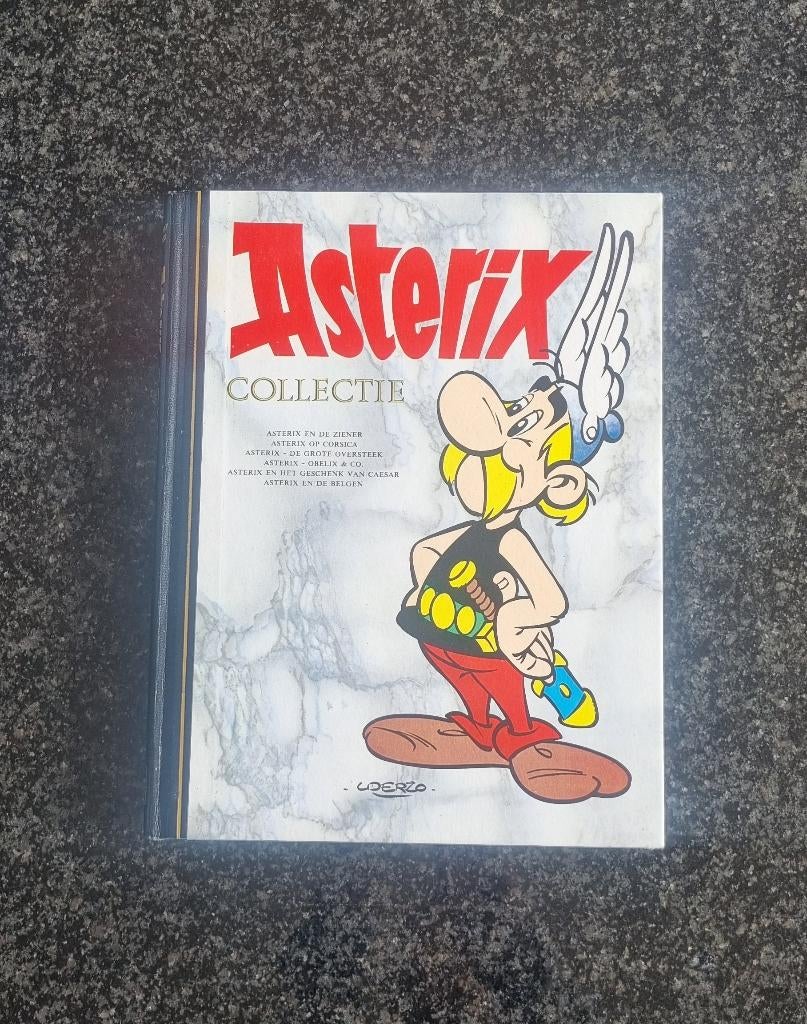 Asterix
COLLECTIE
ASTERIX EN DE ZIENER
ASTERIX OP CORSICA
ASTERIX - DE GROTE OVERSTEEK
ASTERIX - OBELIX & CO.
ASTERIX EN HET GESCHENK VAN CAESAR
ASTERIX EN DE BELGEN
- UDERZO -